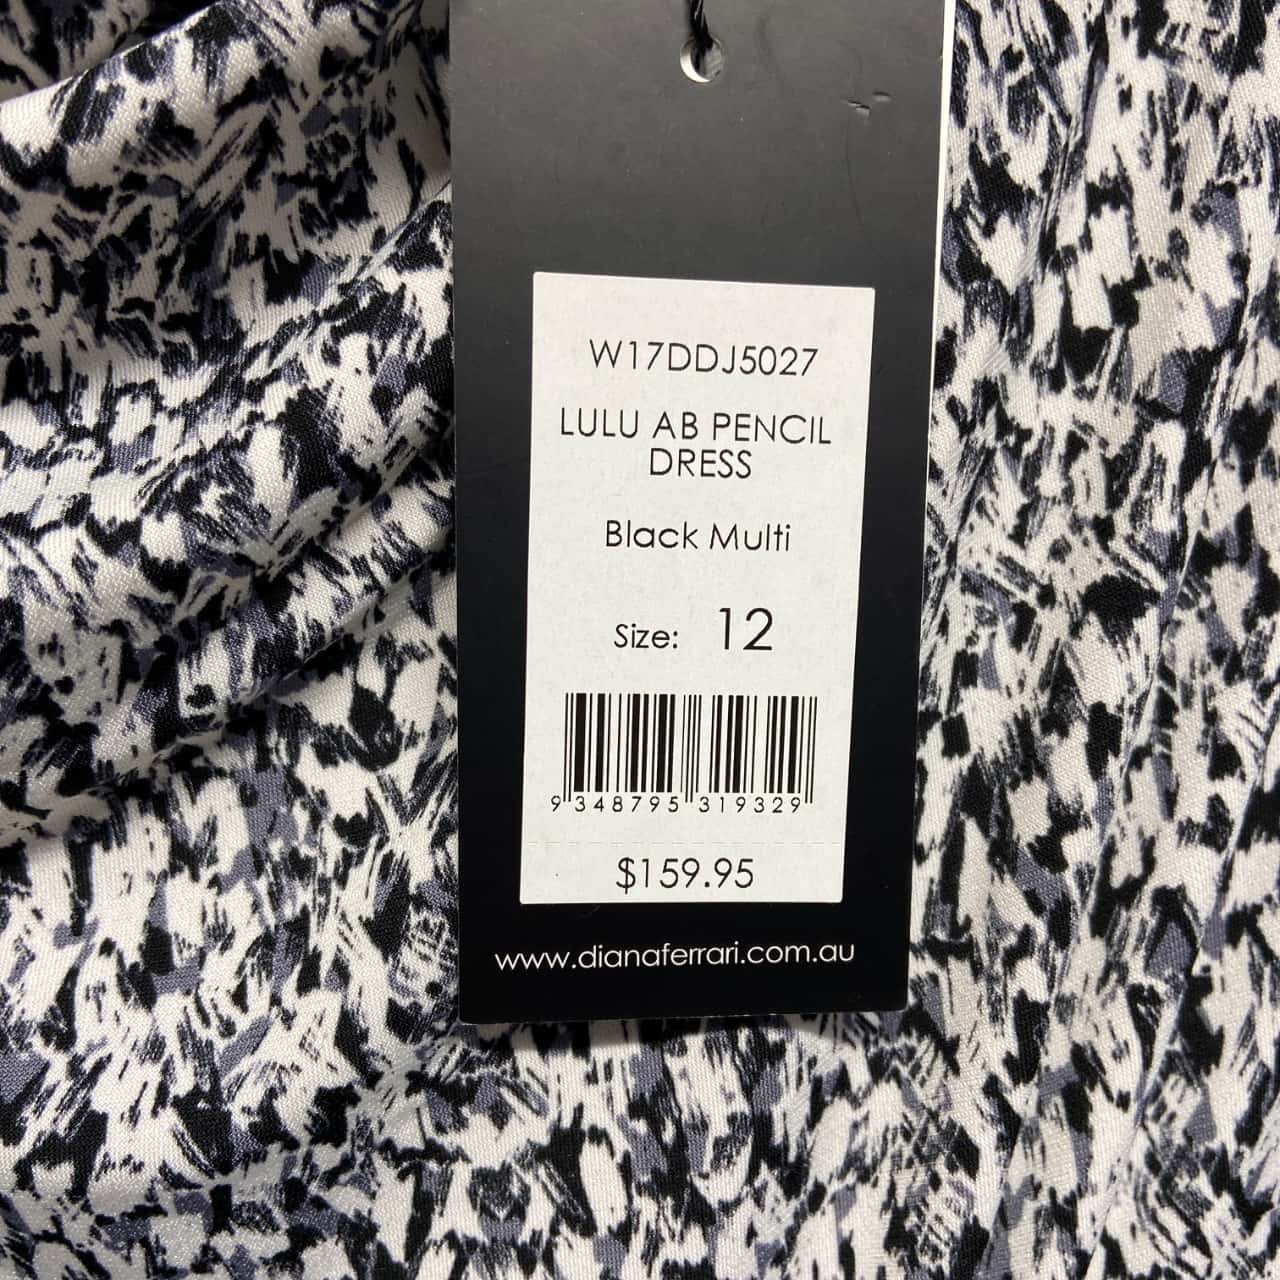 W17DDJ5027
LULU AB PENCIL
DRESS
Black Multi
Size: 12
9 348795 319329
$159.95
www.dianaferrari.com.au